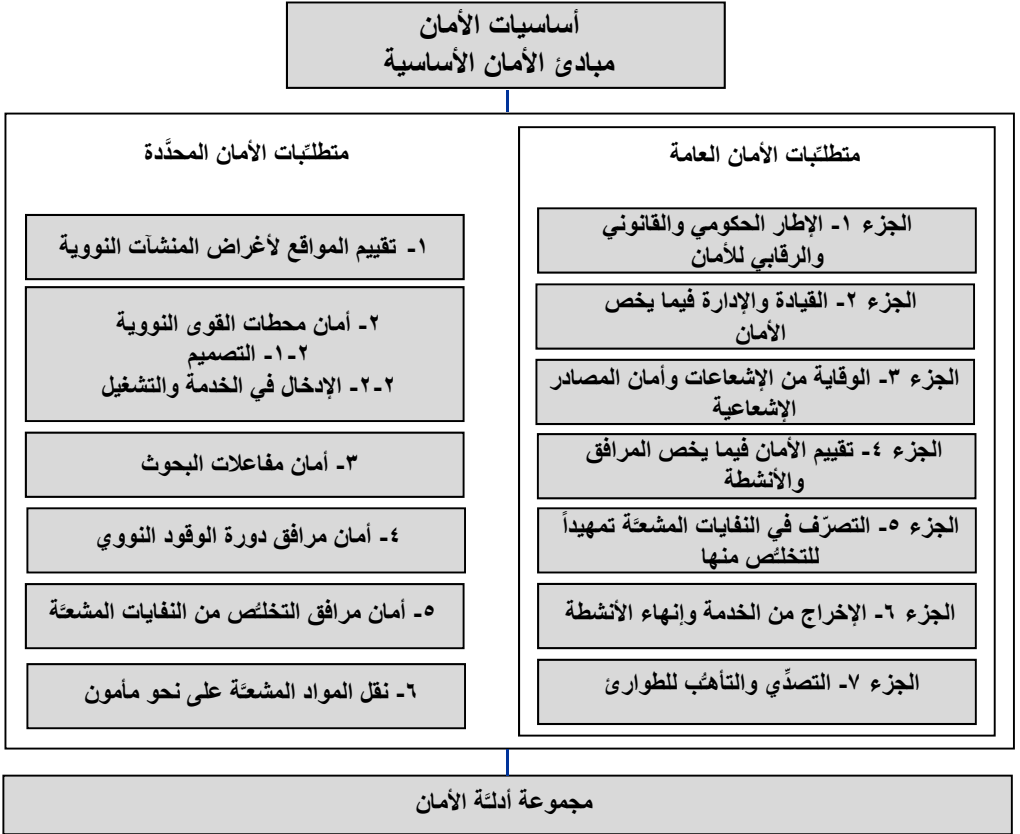 أساسيات الأمان
مبادئ الأمان الأساسية
متطلّبات الأمان العامة
الجزء ١- الإطار الحكومي والقانوني
والرقابي للأمان
الجزء ٢- القيادة والإدارة فيما يخص
الأمان
الجزء ٣- الوقاية من الإشعاعات وأمان المصادر
الإشعاعية
الجزء ٤- تقييم الأمان فيما يخص المرافق
والأنشطة
الجزء ٥- التصرّف في النفايات المشعَّة تمهيداً
للتخلُّص منها
الجزء ٦- الإخراج من الخدمة وإنهاء الأنشطة
الجزء ٧- التصدِّي والتأهُّب للطوارئ
متطلّبات الأمان المحدَّدة
١- تقييم المواقع لأغراض المنشآت النووية
٢- أمان محطات القوى النووية
٢-١- التصميم
٢-٢- الإدخال في الخدمة والتشغيل
٣- أمان مفاعلات البحوث
٤- أمان مرافق دورة الوقود النووي
٥- أمان مرافق التخلُّص من النفايات المشعَّة
٦- نقل المواد المشعَّة على نحو مأمون
مجموعة أدلَّة الأمان